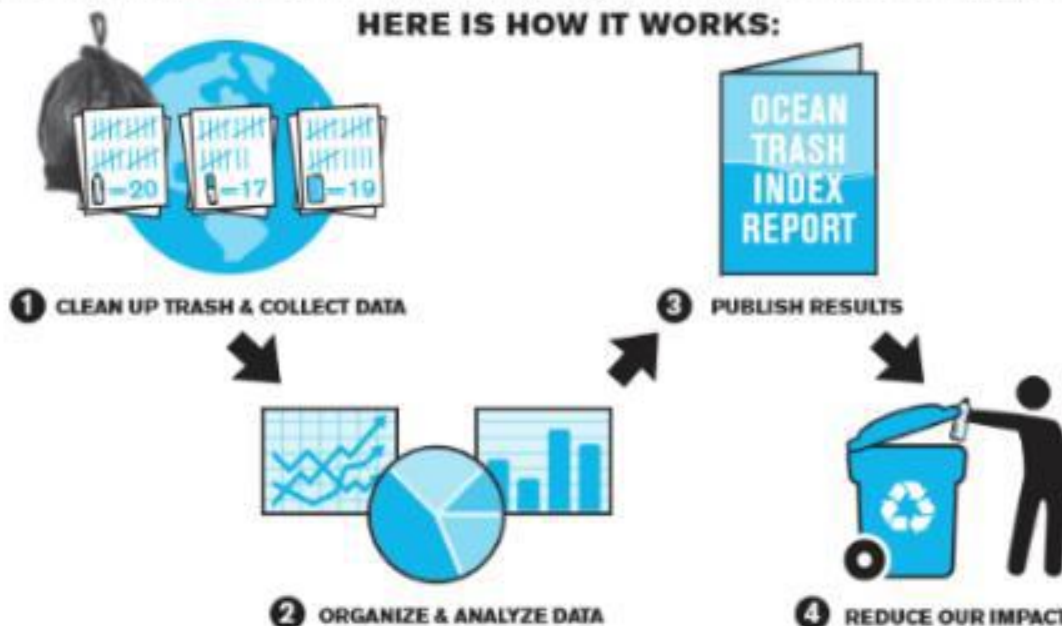 HERE IS HOW IT WORKS:
=20
=17
=19
1 CLEAN UP TRASH & COLLECT DATA
2 ORGANIZE & ANALYZE DATA
OCEAN
TRASH
INDEX
REPORT
3 PUBLISH RESULTS
4 REDUCE OUR IMPACT